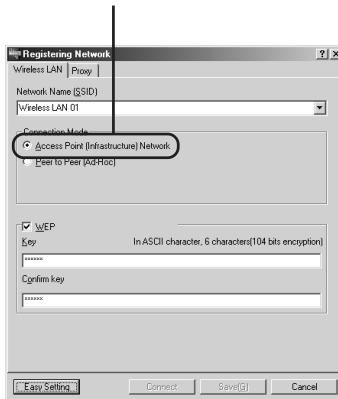 Registering Network
Wireless LAN
Proxy
Network Name (SSID)
Wireless LAN 01
Connection Mode
Access Point (Infrastructure) Network
Peer to Peer (Ad-Hoc)
WEP
Key
In ASCII character, 6 characters(104 bits encryption)
xxxxxx
Confirm key
xxxxxx
Easy Setting
Connect
Save(G)
Cancel